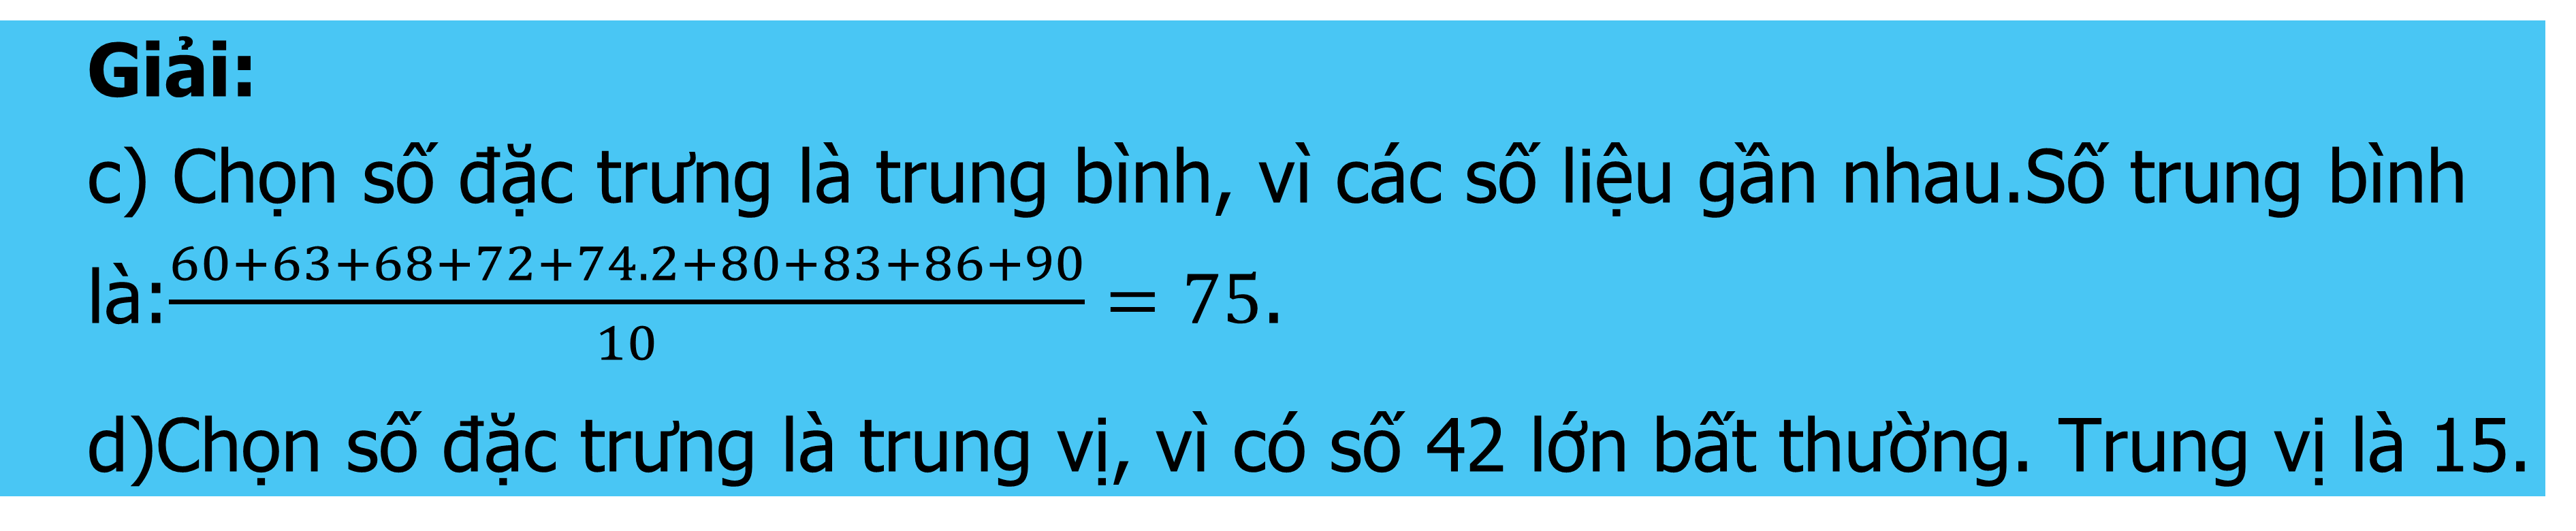 Giải:
c) Chọn số đặc trưng là trung bình, vì các số liệu gần nhau.Số trung bình
là:\frac{60+63+68+72+74.2+80+83+86+90}{10} = 75.
d)Chọn số đặc trưng là trung vị, vì có số 42 lớn bất thường. Trung vị là 15.